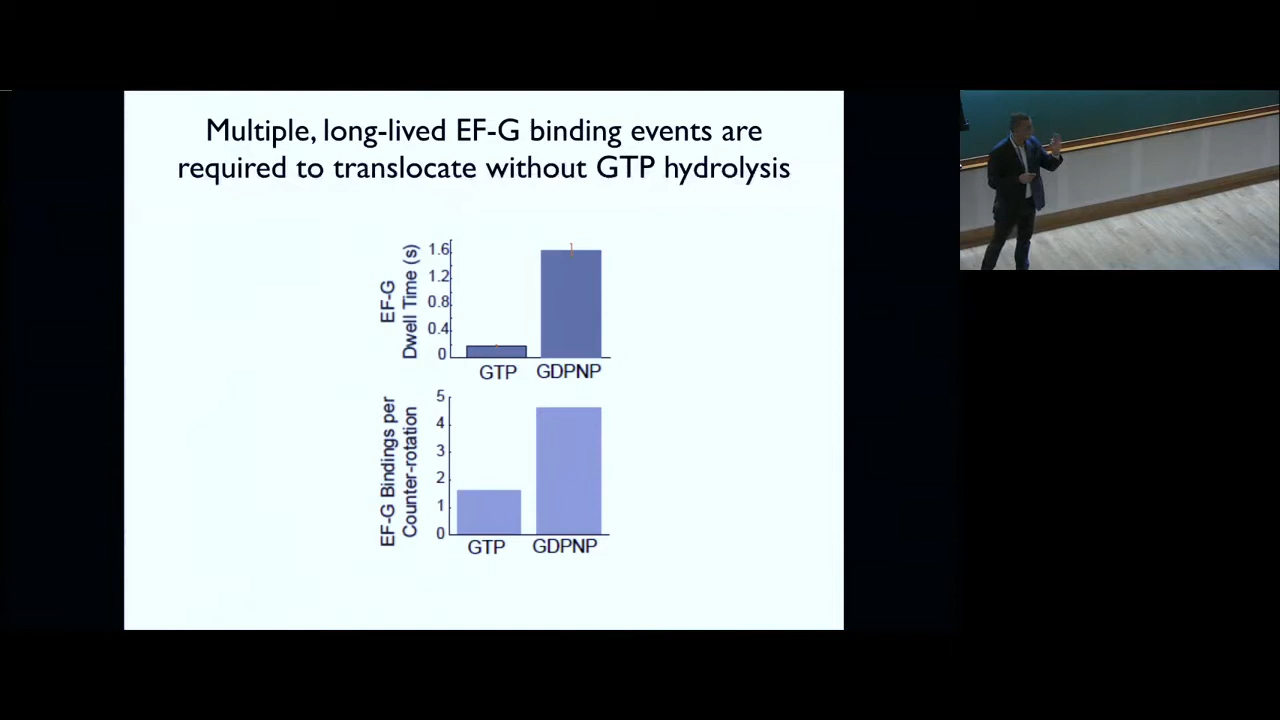 Multiple, long-lived EF-G binding events are
required to translocate without GTP hydrolysis
EF-G
Dwell Time (s)
1.6
1.2
0.8
0.4
0
GTP GDPNP
EF-G Bindings per
Counter-rotation
5
4
3
2
1
0
GTP GDPNP